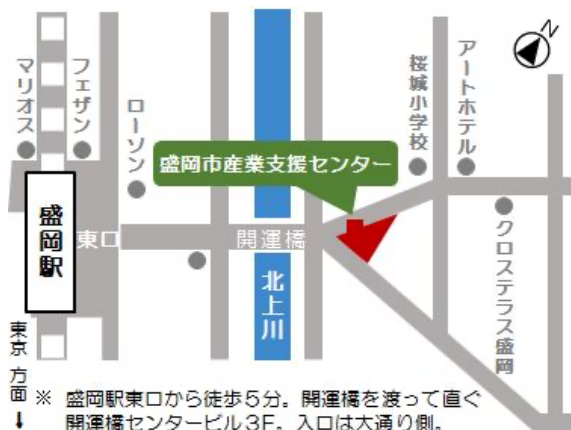 N
マリオス
フェザン
ローソン
桜城小学校
アートホテル
盛岡市産業支援センター
盛岡駅
東口
開運橋
北上川
クロステラス盛岡
東京 方面 ↓
※ 盛岡駅東口から徒歩5分。開運橋を渡って直ぐ
開運橋センタービル3F。入口は大通り側。